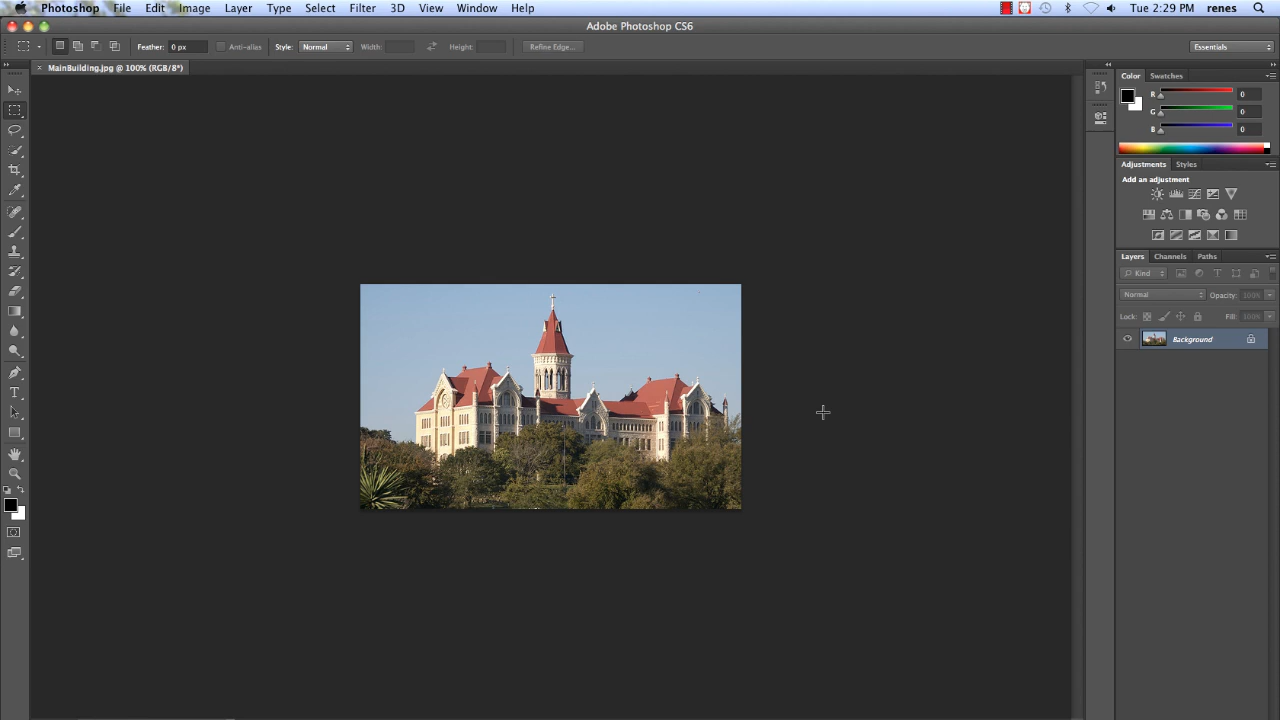 Photoshop File Edit Image Layer Type Select Filter 3D View Window Help Tue 2:29 PM renes
Adobe Photoshop CS6
Feather: 0 px Anti-alias Style: Normal Width: Height: Refine Edge... Essentials
× MainBuilding.jpg @ 100% (RGB/8*)
Color Swatches
R 0
G 0
B 0
Adjustments Styles
Add an adjustment
Layers Channels Paths
Kind
Normal Opacity: 100%
Lock: Fill: 100%
Background